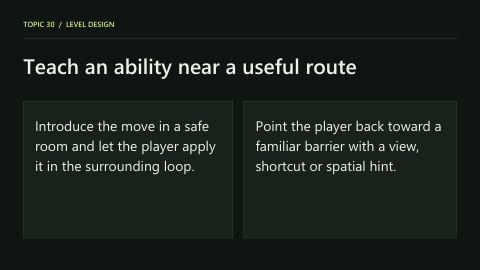 TOPIC 30 / LEVEL DESIGN
Teach an ability near a useful route
Introduce the move in a safe
room and let the player apply
it in the surrounding loop.
Point the player back toward a
familiar barrier with a view,
shortcut or spatial hint.